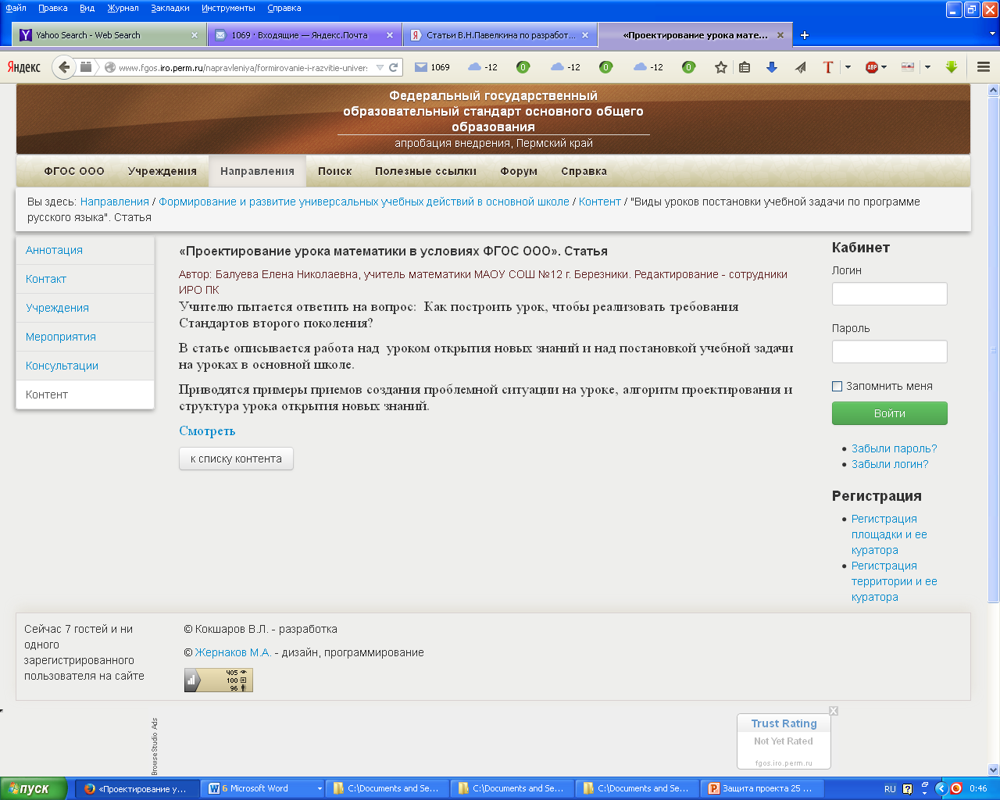 Файл Правка Вид Журнал Закладки Инструменты Справка
Yahoo Search - Web Search
1069 · Входящие — Яндекс.Почта
Статьи В.Н.Павелкина по разработ...
«Проектирование урока мате...
Яндекс
www.fgos.iro.perm.ru/napravleniya/formirovanie-i-razvitie-univer:
1069 -12 0 -12 0 -12 0
ABP
Федеральный государственный
образовательный стандарт основного общего
образования
апробация внедрения, Пермский край
ФГОС ООО Учреждения Направления Поиск Полезные ссылки Форум Справка
Вы здесь: Направления / Формирование и развитие универсальных учебных действий в основной школе / Контент / "Виды уроков постановки учебной задачи по программе
русского языка". Статья
Аннотация
Контакт
Учреждения
Мероприятия
Консультации
Контент
«Проектирование урока математики в условиях ФГОС ООО». Статья
Автор: Балуева Елена Николаевна, учитель математики МАОУ СОШ №12 г. Березники. Редактирование - сотрудники
ИРО ПК
Учителю пытается ответить на вопрос:  Как построить урок, чтобы реализовать требования
Стандартов второго поколения?
В статье описывается работа над  уроком открытия новых знаний и над постановкой учебной задачи
на уроках в основной школе.
Приводятся примеры приемов создания проблемной ситуации на уроке, алгоритм проектирования и
структура урока открытия новых знаний.
Смотреть
к списку контента
Кабинет
Логин
Пароль
Запомнить меня
Войти
Забыли пароль?
Забыли логин?
Регистрация
Регистрация
площадки и ее
куратора
Регистрация
территории и ее
куратора
Сейчас 7 гостей и ни
одного
зарегистрированного
пользователя на сайте
© Кокшаров В.Л. - разработка
© Жернаков М.А. - дизайн, программирование
405
100
96
BrowseStudio Ads
Trust Rating
Not Yet Rated
fgos.iro.perm.ru
пуск
«Проектирование у...
6 Microsoft Word
C:\Documents and Se...
C:\Documents and Se...
C:\Documents and Se...
Защита проекта 25 ...
RU
0:46